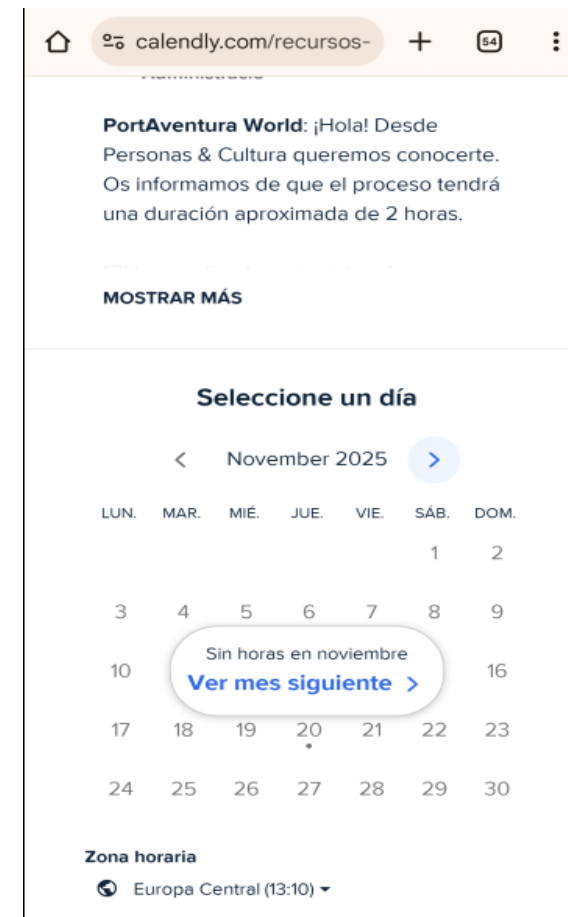 calendly.com/recursos-
54
PortAventura World: ¡Hola! Desde
Personas & Cultura queremos conocerte.
Os informamos de que el proceso tendrá
una duración aproximada de 2 horas.
MOSTRAR MÁS
Seleccione un día
November 2025
LUN. MAR. MIÉ. JUE. VIE. SÁB. DOM.
1 2
3 4 5 6 7 8 9
Sin horas en noviembre
10 16
Ver mes siguiente
17 18 19 20 21 22 23
24 25 26 27 28 29 30
Zona horaria
Europa Central (13:10)